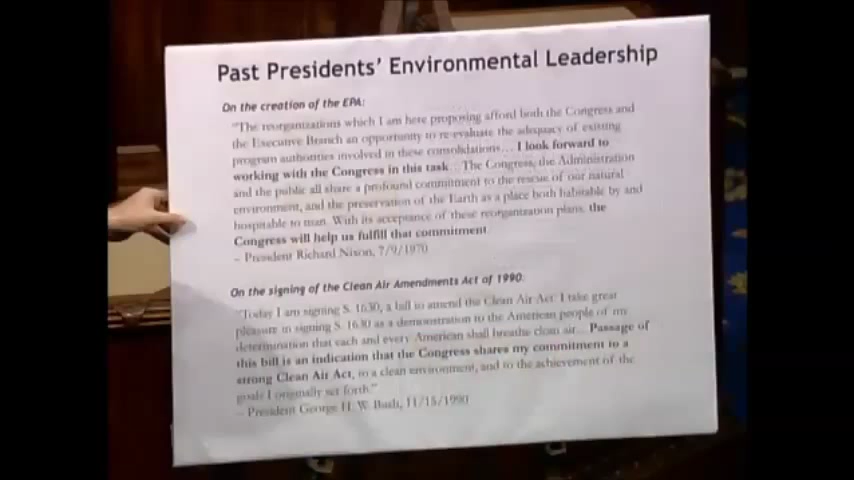 Past Presidents' Environmental Leadership
On the creation of the EPA:
"The reorganizations which I am here proposing afford both the Congress and
the Executive Branch an opportunity to re-evaluate the adequacy of existing
program authorities involved in these consolidations... I look forward to
working with the Congress in this task... The Congress, the Administration
and the public all share a profound commitment to the rescue of our natural
environment, and the preservation of the Earth as a place both habitable by and
hospitable to man. With its acceptance of these reorganization plans, the
Congress will help us fulfill that commitment.
– President Richard Nixon, 7/9/1970
On the signing of the Clean Air Amendments Act of 1990:
"Today I am signing S. 1630, a bill to amend the Clean Air Act. I take great
pleasure in signing S. 1630 as a demonstration to the American people of my
determination that each and every American shall breathe clean air... Passage of
this bill is an indication that the Congress shares my commitment to a
strong Clean Air Act, to a clean environment, and to the achievement of the
goals I originally set forth."
– President George H. W. Bush, 11/15/1990